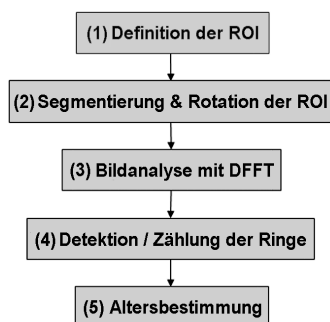 (1) Definition der ROI
(2) Segmentierung & Rotation der ROI
(3) Bildanalyse mit DFFT
(4) Detektion / Zählung der Ringe
(5) Altersbestimmung